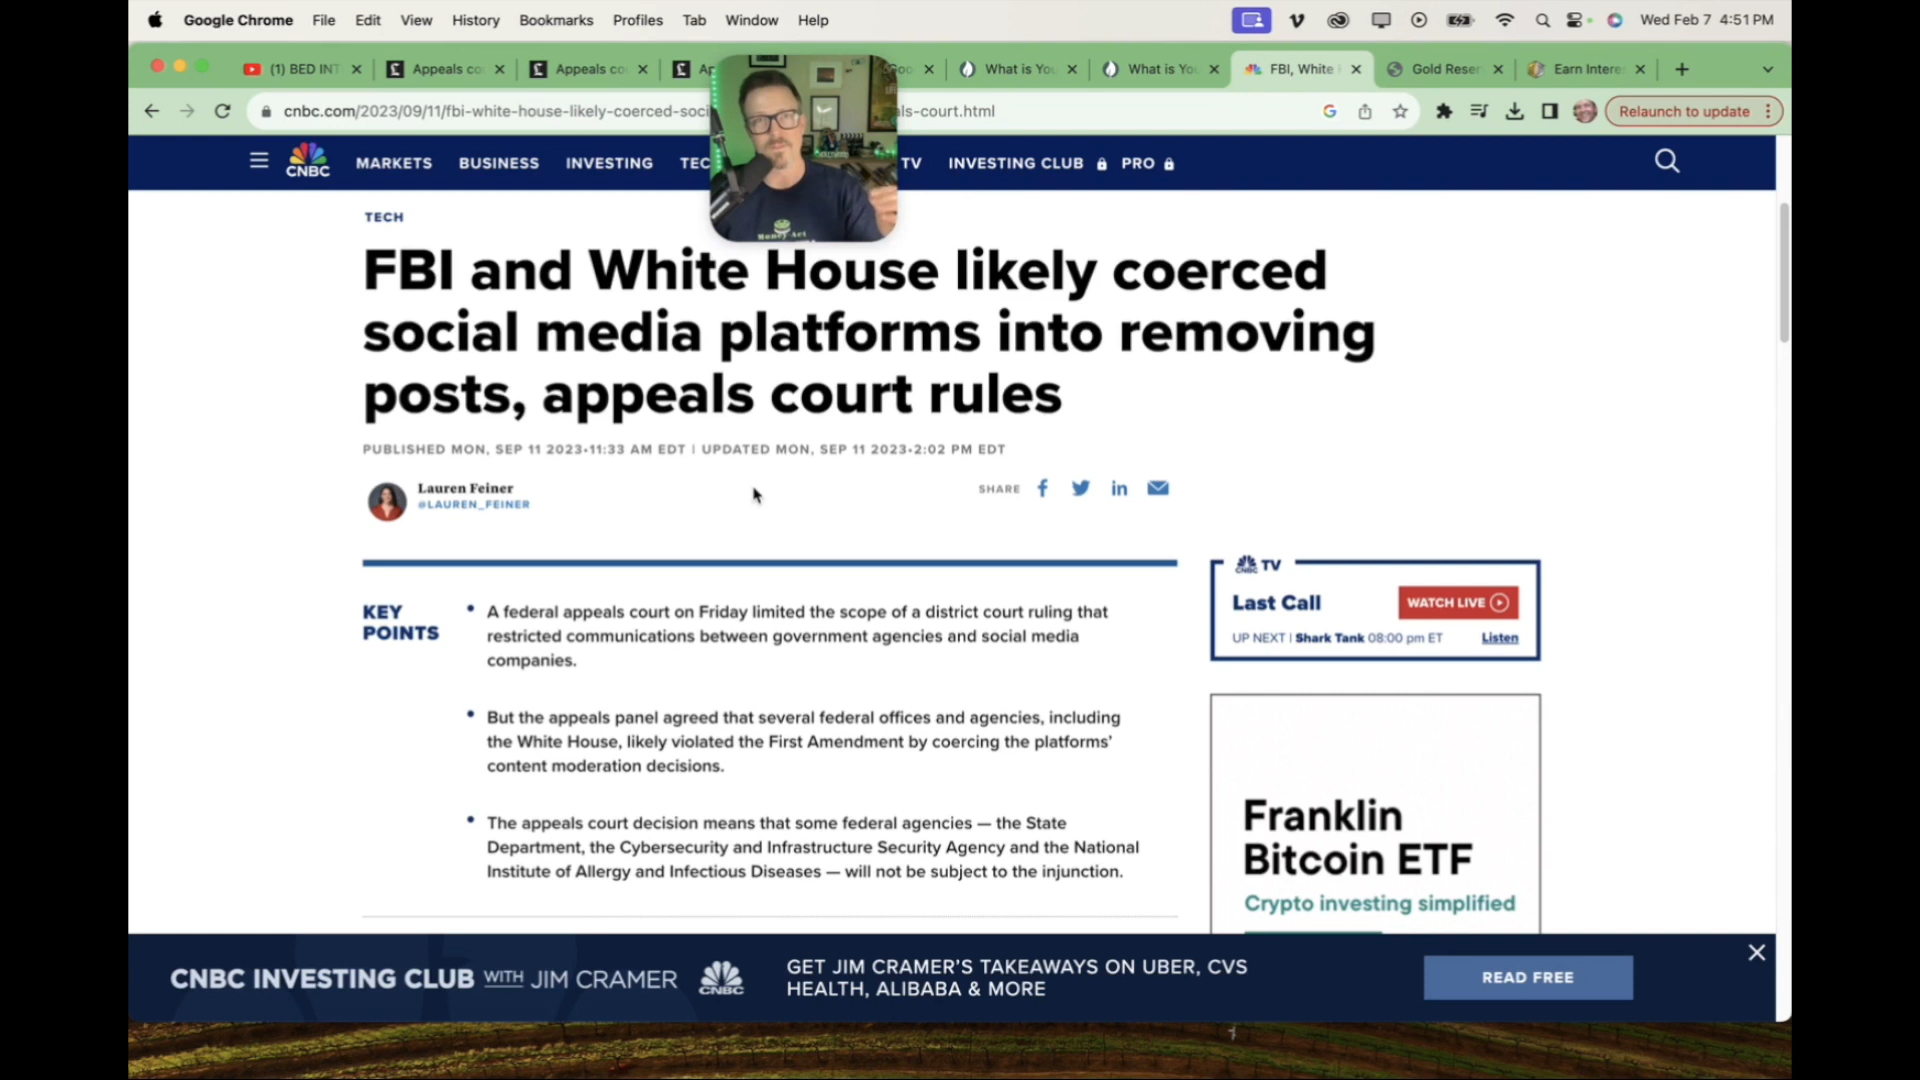 Google Chrome File Edit View History Bookmarks Profiles Tab Window Help Wed Feb 7 4:51 PM
(1) BED INT Appeals co Appeals co Ap What is You What is Yo FBI, White Gold Reser Earn Intere
cnbc.com/2023/09/11/fbi-white-house-likely-coerced-soci als-court.html Relaunch to update
CNBC MARKETS BUSINESS INVESTING TEC TV INVESTING CLUB PRO
TECH
FBI and White House likely coerced
social media platforms into removing
posts, appeals court rules
PUBLISHED MON, SEP 11 2023•11:33 AM EDT | UPDATED MON, SEP 11 2023•2:02 PM EDT
Lauren Feiner
@LAUREN_FEINER
SHARE
KEY
POINTS
• A federal appeals court on Friday limited the scope of a district court ruling that
restricted communications between government agencies and social media
companies.
• But the appeals panel agreed that several federal offices and agencies, including
the White House, likely violated the First Amendment by coercing the platforms'
content moderation decisions.
• The appeals court decision means that some federal agencies — the State
Department, the Cybersecurity and Infrastructure Security Agency and the National
Institute of Allergy and Infectious Diseases — will not be subject to the injunction.
CNBC TV
Last Call WATCH LIVE
UP NEXT | Shark Tank 08:00 pm ET Listen
Franklin
Bitcoin ETF
Crypto investing simplified
CNBC INVESTING CLUB WITH JIM CRAMER CNBC
GET JIM CRAMER'S TAKEAWAYS ON UBER, CVS
HEALTH, ALIBABA & MORE
READ FREE